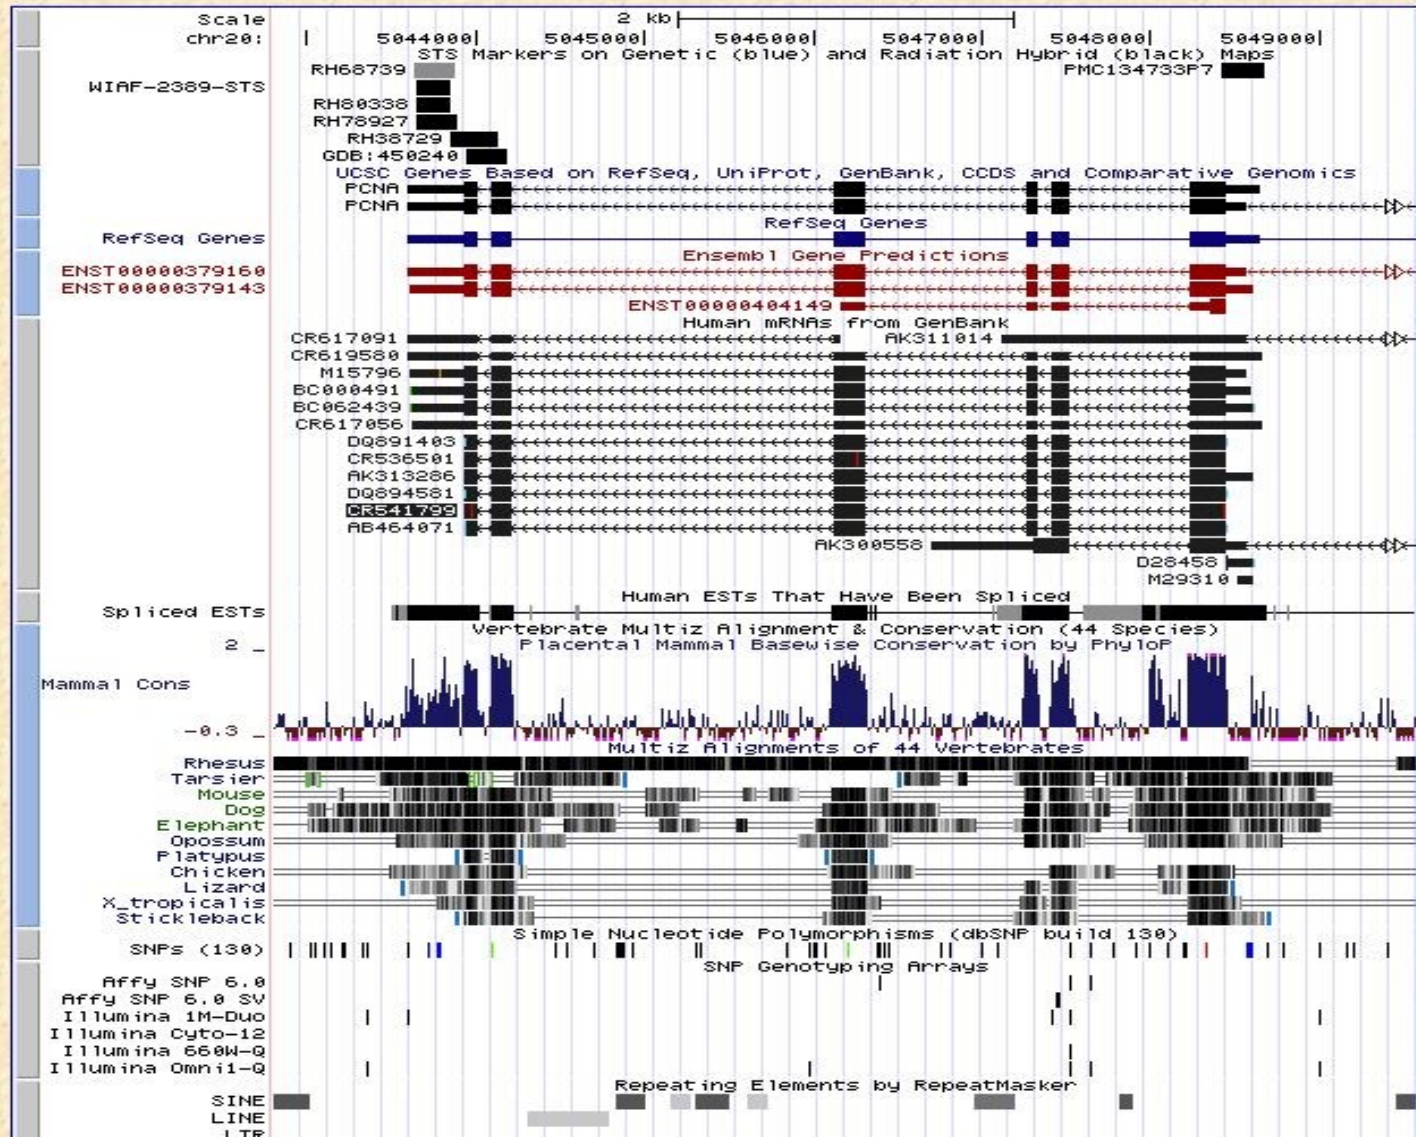 Scale 2 kb
chr20: 5044000 5045000 5046000 5047000 5048000 5049000
STS Markers on Genetic (blue) and Radiation Hybrid (black) Maps
RH68739 PMC134733P7
WIAF-2389-STS
RH80338
RH78927
RH38729
GDB:450240
UCSC Genes Based on RefSeq, UniProt, GenBank, CCDS and Comparative Genomics
PCNA
PCNA
RefSeq Genes
RefSeq Genes
Ensembl Gene Predictions
ENST00000379160
ENST00000379143
ENST00000404149
Human mRNAs from GenBank
CR617091 AK311014
CR619580
M15796
BC000491
BC062439
CR617056
DQ891403
CR536501
AK313286
DQ894581
CR541799
AB464071
AK300558
D28458
M29310
Human ESTs That Have Been Spliced
Spliced ESTs
Vertebrate Multiz Alignment & Conservation (44 Species)
2 _ Placental Mammal Basewise Conservation by PhyloP
Mammal Cons
-0.3 _
Multiz Alignments of 44 Vertebrates
Rhesus
Tarsier
Mouse
Dog
Elephant
Opossum
Platypus
Chicken
Lizard
X_tropicalis
Stickleback
Simple Nucleotide Polymorphisms (dbSNP build 130)
SNPs (130)
SNP Genotyping Arrays
Affy SNP 6.0
Affy SNP 6.0 SV
Illumina 1M-Duo
Illumina Cyto-12
Illumina 660W-Q
Illumina Omni1-Q
Repeating Elements by RepeatMasker
SINE
LINE
LTR